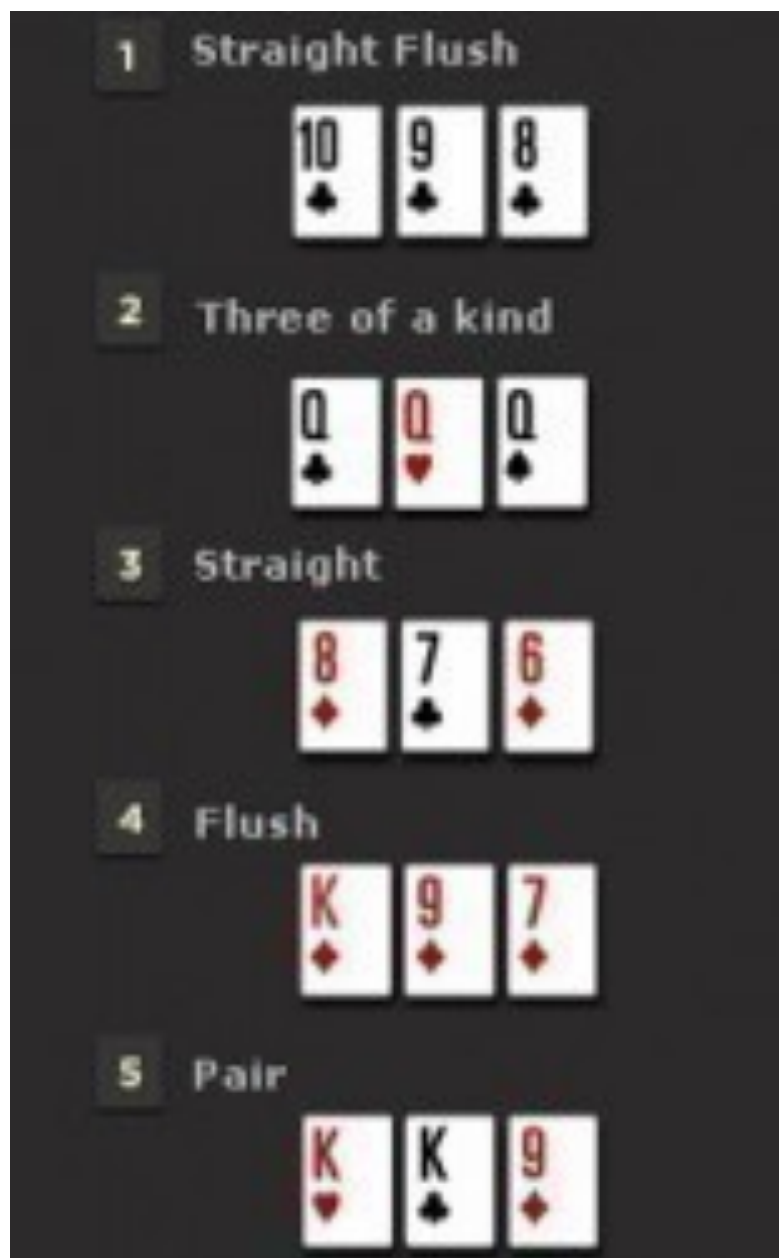 1 Straight Flush
10 9 8
2 Three of a kind
Q Q Q
3 Straight
8 7 6
4 Flush
K 9 7
5 Pair
K K 9